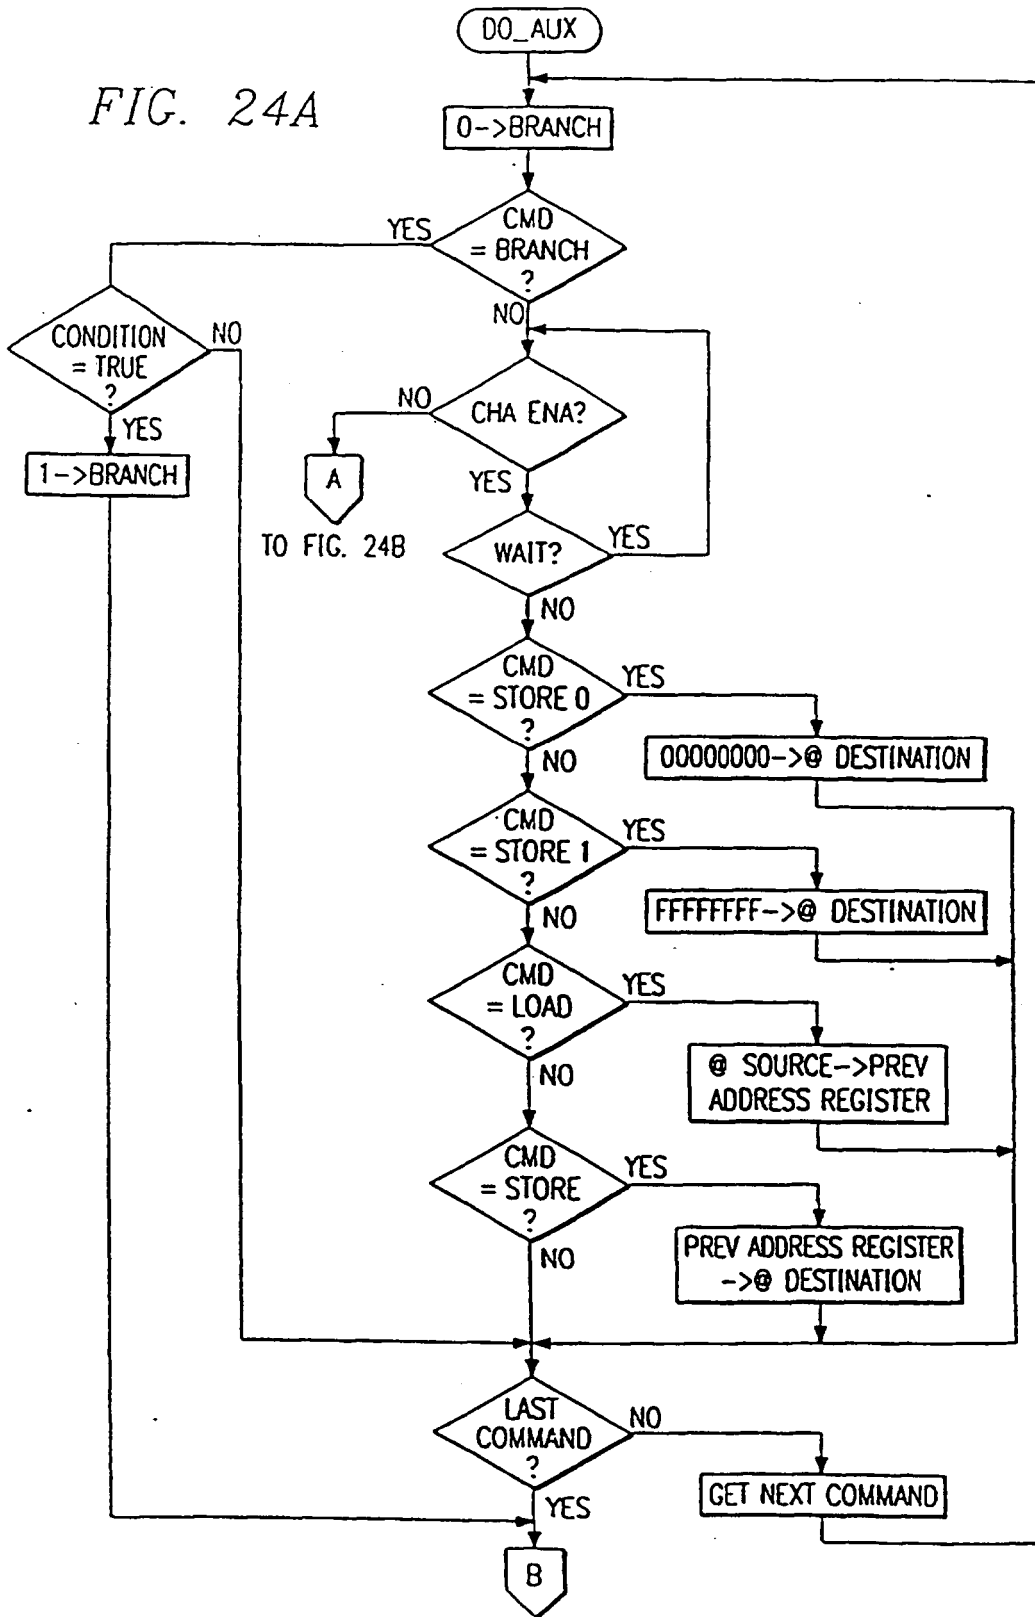 DO_AUX
FIG. 24A
0->BRANCH
CMD
= BRANCH
?
YES
NO
CONDITION
= TRUE
?
NO
YES
1->BRANCH
CHA ENA?
NO
YES
A
TO FIG. 24B
WAIT?
YES
NO
CMD
= STORE 0
?
YES
NO
00000000->@ DESTINATION
CMD
= STORE 1
?
YES
NO
FFFFFFFF->@ DESTINATION
CMD
= LOAD
?
YES
NO
@ SOURCE->PREV
ADDRESS REGISTER
CMD
= STORE
?
YES
NO
PREV ADDRESS REGISTER
->@ DESTINATION
LAST
COMMAND
?
NO
YES
GET NEXT COMMAND
B